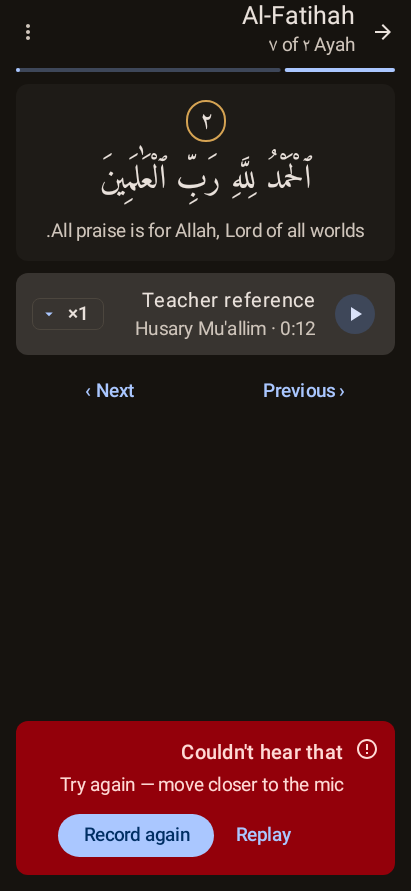 Al-Fatihah
٧ of ٢ Ayah
٢
ٱلْحَمْدُ لِلَّهِ رَبِّ ٱلْعَٰلَمِينَ
.All praise is for Allah, Lord of all worlds
Teacher reference
×1
Husary Mu'allim · 0:12
‹ Next
Previous ›
Couldn't hear that
Try again — move closer to the mic
Record again
Replay